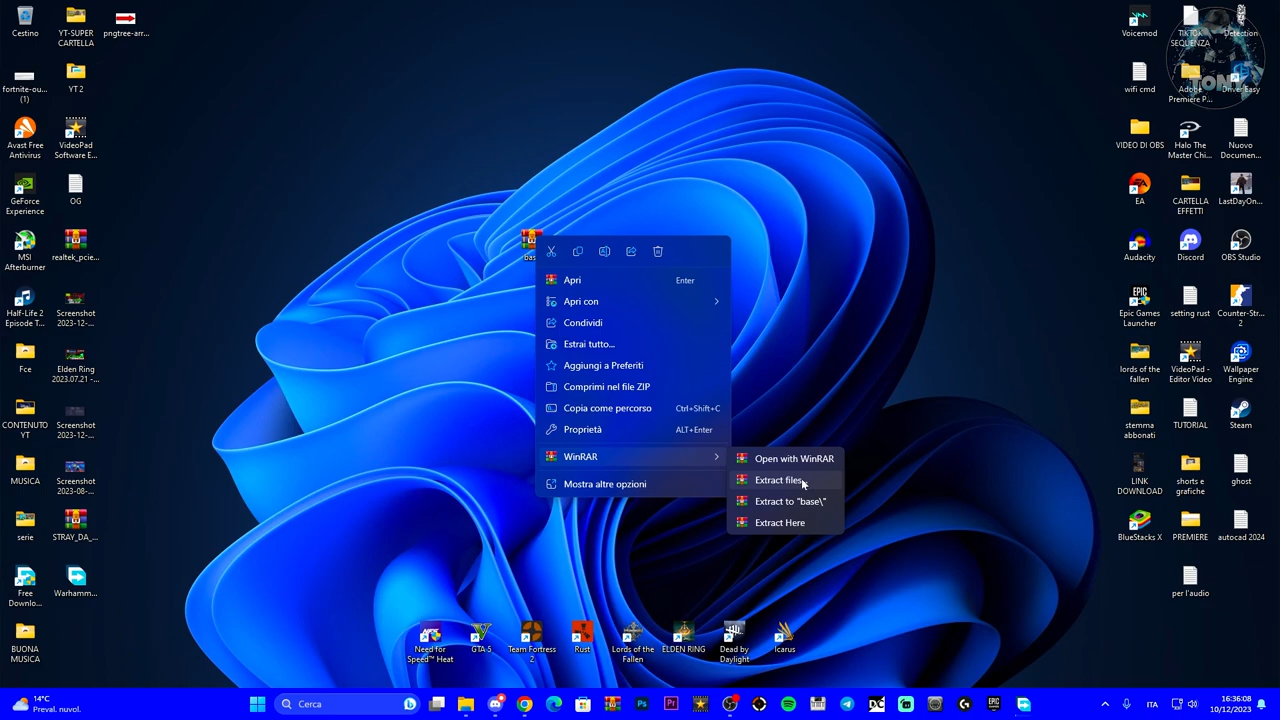 Cestino
YT-SUPER
CARTELLA
pngtree-arr...
fortnite-ou...
(1)
YT 2
Avast Free
Antivirus
VideoPad
Software E...
GeForce
Experience
OG
MSI
Afterburner
realtek_pcie...
Half-Life 2
Episode T...
Screenshot
2023-12-...
Fce
Elden Ring
2023.07.21 -...
CONTENUTO
YT
Screenshot
2023-12-...
MUSICA
Screenshot
2023-08-...
serie
STRAY_DA_...
Free
Downlo...
Warhamm...
BUONA
MUSICA
Apri
Enter
Apri con
Condividi
Estrai tutto...
Aggiungi a Preferiti
Comprimi nel file ZIP
Copia come percorso
Ctrl+Shift+C
Proprietà
ALT+Enter
WinRAR
Mostra altre opzioni
Open with WinRAR
Extract files
Extract to "base\"
Extract Here
Need for
Speed™ Heat
GTA 5
Team Fortress
2
Rust
Lords of the
Fallen
ELDEN RING
Dead by
Daylight
Icarus
Voicemod
TIKTOK
SEQUENZA
Detection
TONY
wifi cmd
Adobe
Premiere P...
Driver Easy
VIDEO DI OBS
Halo The
Master Chi...
Nuovo
Documen...
EA
CARTELLA
EFFETTI
LastDayOn...
Audacity
Discord
OBS Studio
Epic Games
Launcher
setting rust
Counter-Str...
2
lords of the
fallen
VideoPad -
Editor Video
Wallpaper
Engine
stemma
abbonati
TUTORIAL
Steam
LINK
DOWNLOAD
shorts e
grafiche
ghost
BlueStacks X
PREMIERE
autocad 2024
per l'audio
14°C
Preval. nuvol.
Cerca
Ps
Pr
DC
EPIC
ITA
16:36:08
10/12/2023